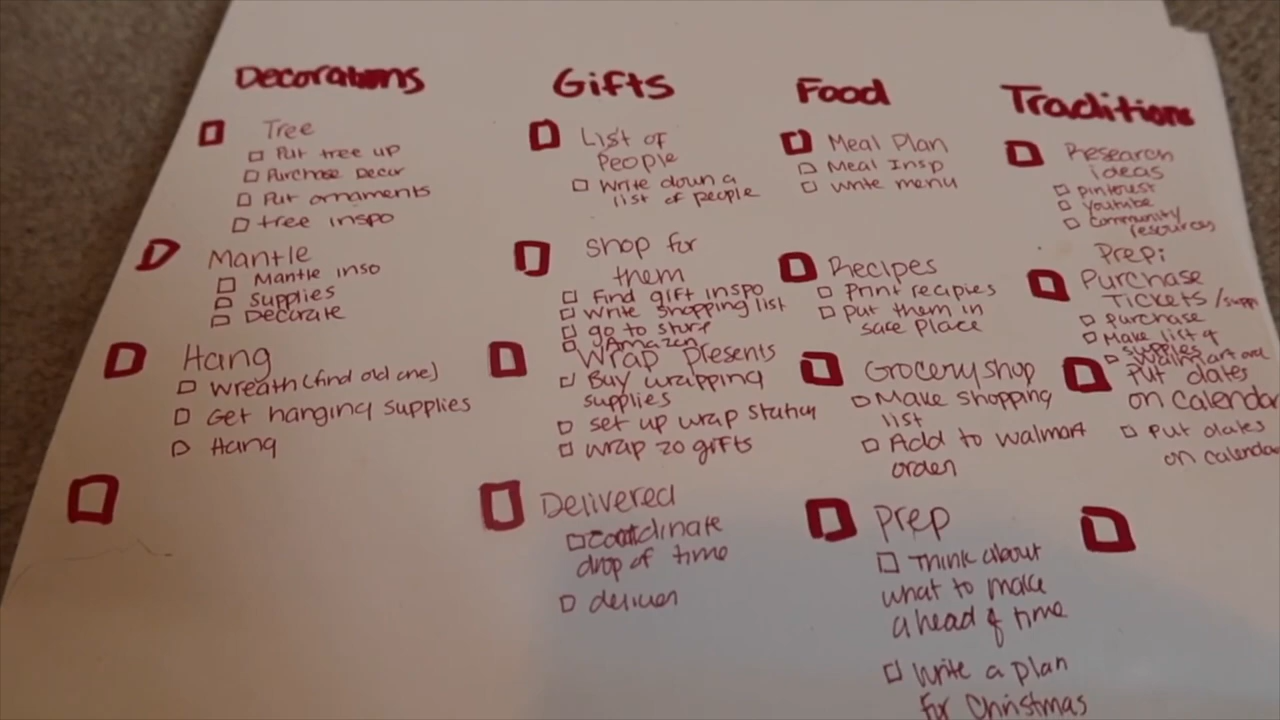 Decorations
Tree
Put tree up
Purchase Decor
Put ornaments
tree inspo
Mantle
Mantle inso
supplies
Decorate
Hang
Wreath (find old one)
Get hanging supplies
Hang
Gifts
List of
People
Write down a
list of people
Shop for
them
Find gift inspo
Write shopping list
go to store
Amazon
Wrap presents
Buy wrapping
supplies
set up wrap station
wrap 20 gifts
Delivered
coordinate
drop of time
deliver
Food
Meal Plan
Meal Insp
write menu
Recipes
Print recipies
put them in
safe place
Grocery shop
Make shopping
list
Add to walmart
order
Prep
Think about
what to make
ahead of time
Write a plan
for Christmas
Traditions
Research
ideas
pinterest
Youtube
Community
resources
Prep:
Purchase
Tickets /
purchase
Make list of
supplies
Walmart
Put dates
on calendar
Put dates
on calendar